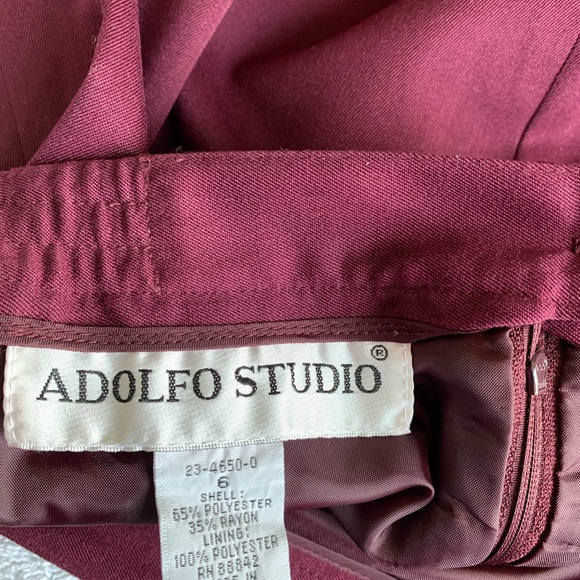 ADOLFO STUDIO ®
23-4650-0
6
SHELL:
65% POLYESTER
35% RAYON
LINING:
100% POLYESTER
RN 88842